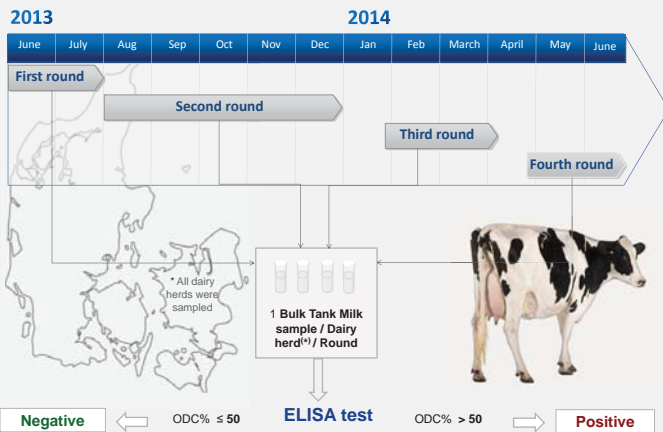 2013 2014
June July Aug Sep Oct Nov Dec Jan Feb March April May June
First round
Second round
Third round
Fourth round
* All dairy
herds were
sampled
1 Bulk Tank Milk
sample / Dairy
herd(*) / Round
Negative ODC% ≤ 50 ELISA test ODC% > 50 Positive